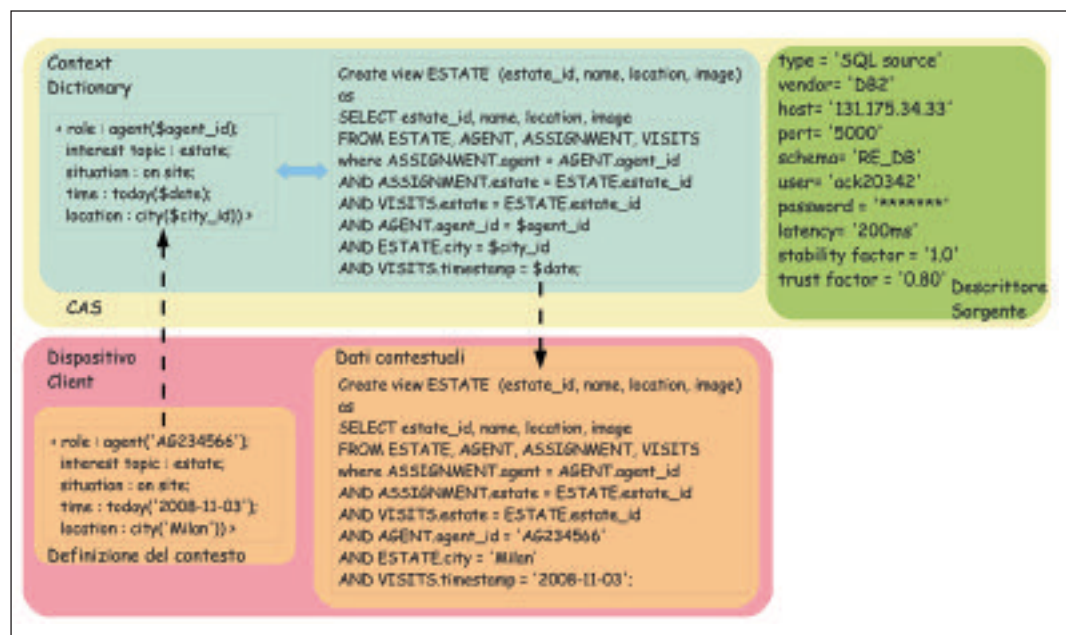 Context
Dictionary
< role : agent($agent_id);
interest topic : estate;
situation : on site;
time : today($date);
location : city($city_id)) >
Create view ESTATE (estate_id, name, location, image)
as
SELECT estate_id, name, location, image
FROM ESTATE, AGENT, ASSIGNMENT, VISITS
where ASSIGNMENT.agent = AGENT.agent_id
AND ASSIGNMENT.estate = ESTATE.estate_id
AND VISITS.estate = ESTATE.estate_id
AND AGENT.agent_id = $agent_id
AND ESTATE.city = $city_id
AND VISITS.timestamp = $date;
CAS
type = 'SQL source'
vendor= 'DB2'
host= '131.175.34.33'
port= '5000'
schema= 'RE_DB'
user= 'ack20342'
password = '*******'
latency= '200ms'
stability factor = '1.0'
trust factor = '0.80'
Descrittore
Sorgente
Dispositivo
Client
< role : agent('AG234566');
interest topic : estate;
situation : on site;
time : today('2008-11-03');
location : city('Milan')) >
Definizione del contesto
Dati contestuali
Create view ESTATE (estate_id, name, location, image)
as
SELECT estate_id, name, location, image
FROM ESTATE, AGENT, ASSIGNMENT, VISITS
where ASSIGNMENT.agent = AGENT.agent_id
AND ASSIGNMENT.estate = ESTATE.estate_id
AND VISITS.estate = ESTATE.estate_id
AND AGENT.agent_id = 'AG234566'
AND ESTATE.city = 'Milan'
AND VISITS.timestamp = '2008-11-03';